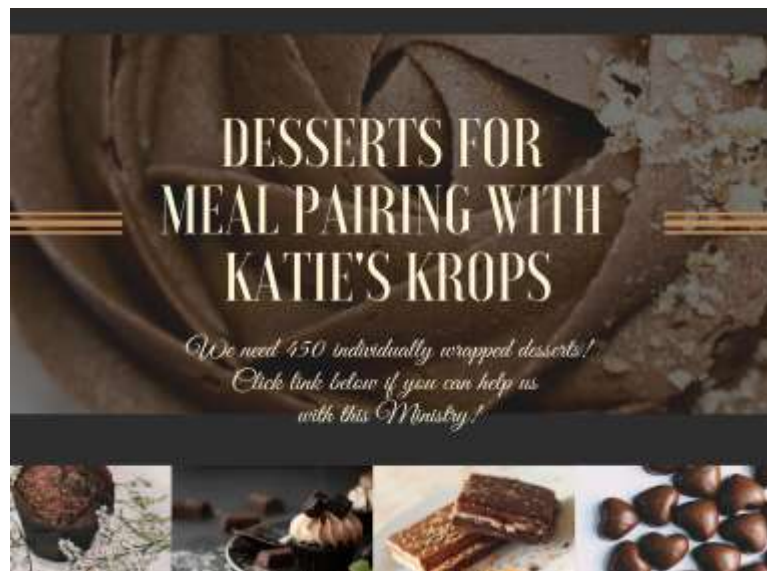 DESSERTS FOR
MEAL PAIRING WITH
KATIE'S KROPS
We need 450 individually wrapped desserts!
Click link below if you can help us
with this Ministry!